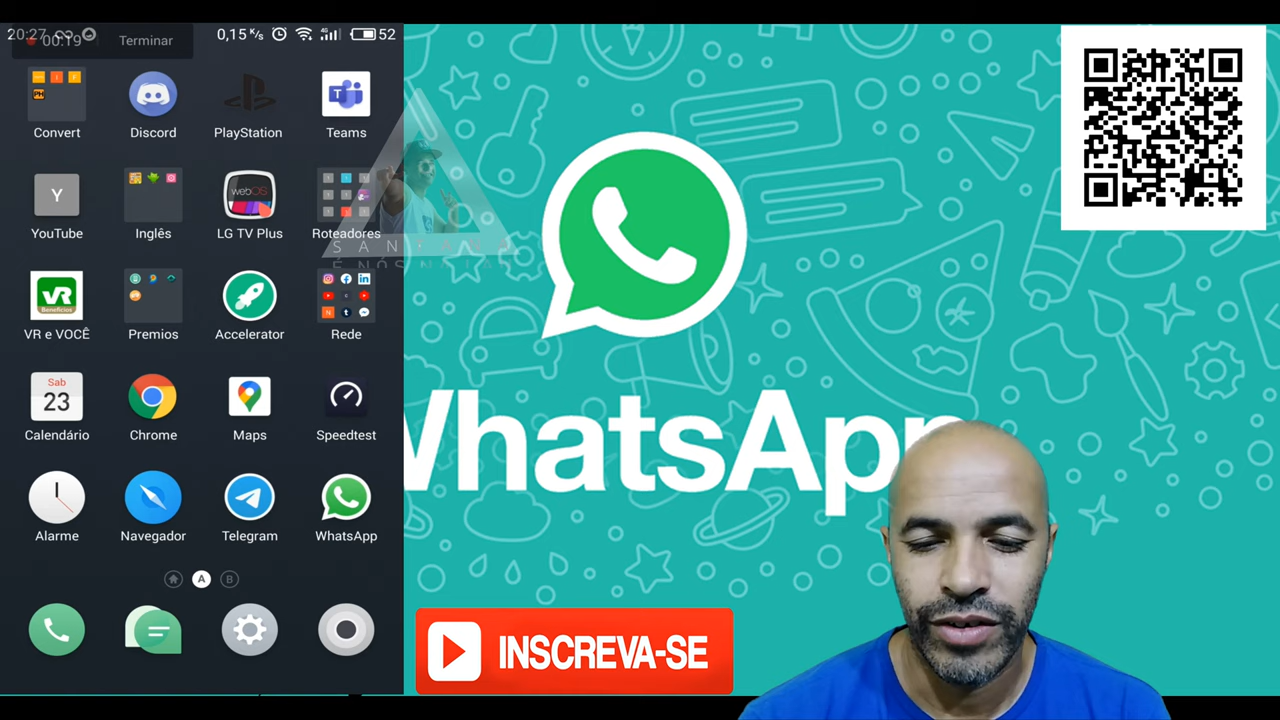 20:27
0,15 K/s
52
00:19
Terminar
Convert
Discord
PlayStation
Teams
Y
webOS
YouTube
Inglês
LG TV Plus
Roteadores
SANTANA
VR
Benefícios
VR e VOCÊ
Premios
Accelerator
Rede
Sab
23
Calendário
Chrome
Maps
Speedtest
Alarme
Navegador
Telegram
WhatsApp
A
B
WhatsApp
INSCREVA-SE